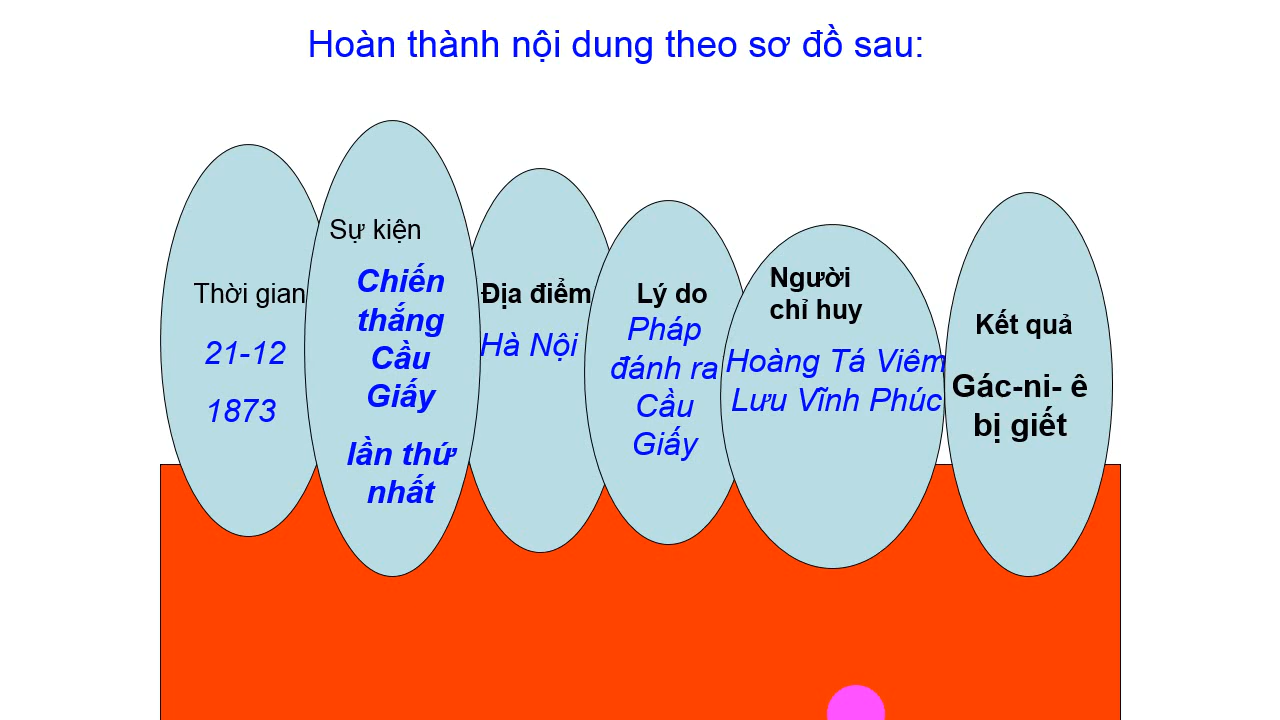 Hoàn thành nội dung theo sơ đồ sau:
Thời gian
21-12
1873
Sự kiện
Chiến
thắng
Cầu
Giấy
lần thứ
nhất
Địa điểm
Hà Nội
Lý do
Pháp
đánh ra
Cầu
Giấy
Người
chỉ huy
Hoàng Tá Viêm
Lưu Vĩnh Phúc
Kết quả
Gác-ni- ê
bị giết